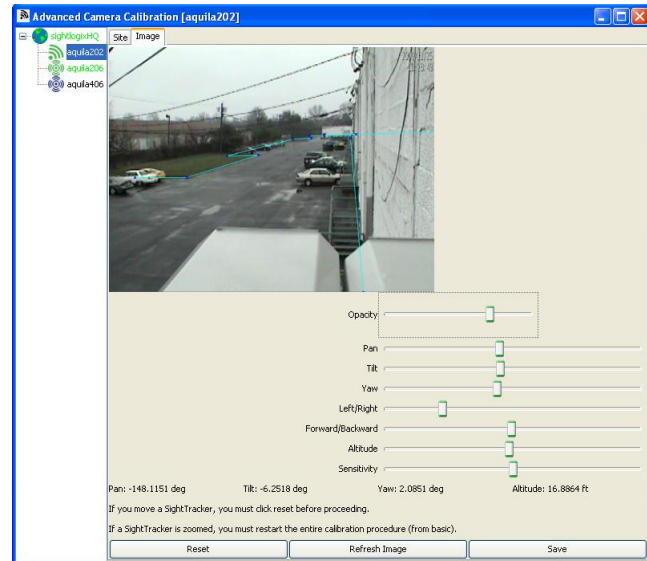 Advanced Camera Calibration [aquila202]
sightlogixHQ
aquila202
aquila206
aquila406
Site Image
Opacity
Pan
Tilt
Yaw
Left/Right
Forward/Backward
Altitude
Sensitivity
Pan: -148.1151 deg Tilt: -6.2518 deg Yaw: 2.0851 deg Altitude: 16.8864 ft
If you move a SightTracker, you must click reset before proceeding.
If a SightTracker is zoomed, you must restart the entire calibration procedure (from basic).
Reset Refresh Image Save